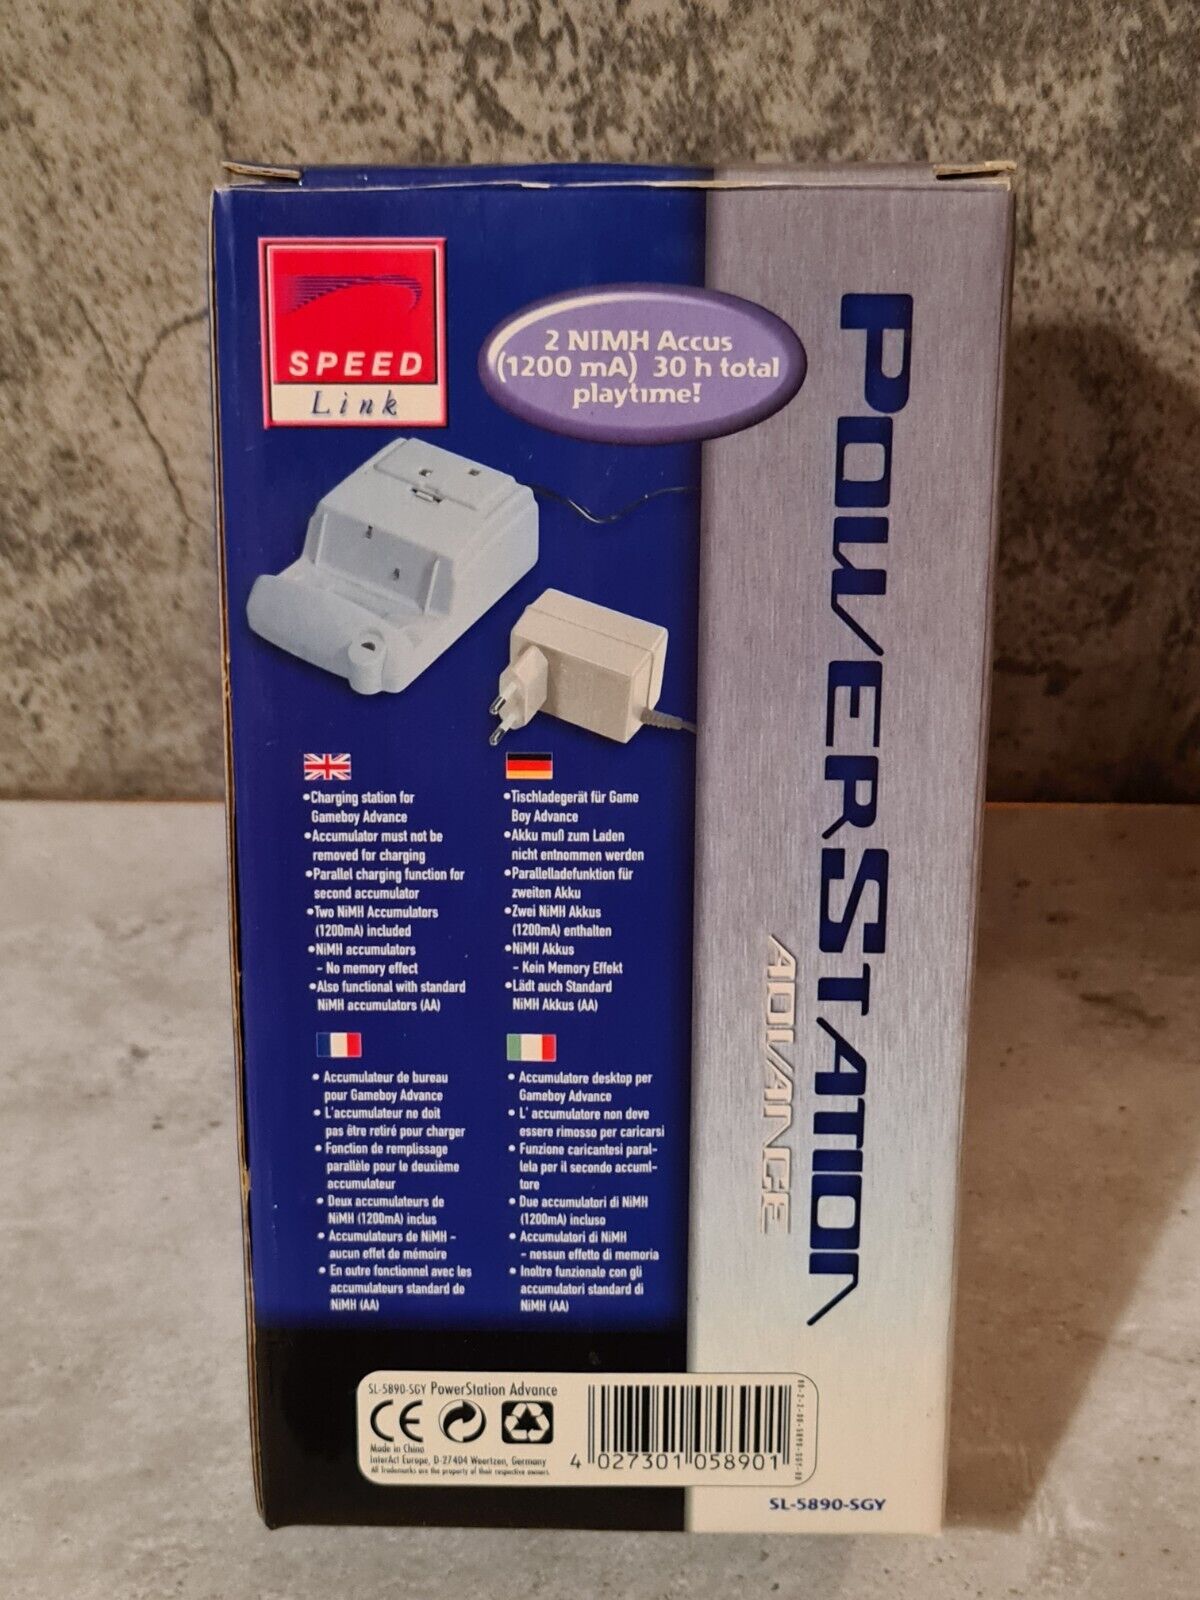 SPEED
Link
2 NIMH Accus
(1200 mA) 30 h total
playtime!
POWERSTATION
ADVANCE
•Charging station for
Gameboy Advance
•Accumulator must not be
removed for charging
•Parallel charging function for
second accumulator
•Two NiMH Accumulators
(1200mA) included
•NiMH accumulators
- No memory effect
•Also functional with standard
NiMH accumulators (AA)
•Tischladegerät für Game
Boy Advance
•Akku muß zum Laden
nicht entnommen werden
•Paralleladefunktion für
zweiten Akku
•Zwei NiMH Akkus
(1200mA) enthalten
•NiMH Akkus
- Kein Memory Effekt
•Lädt auch Standard
NiMH Akkus (AA)
• Accumulateur de bureau
pour Gameboy Advance
• L'accumulateur ne doit
pas être retiré pour charger
• Fonction de remplissage
parallèle pour le deuxième
accumulateur
• Deux accumulateurs de
NiMH (1200mA) inclus
• Accumulateurs de NiMH -
aucun effet de mémoire
• En outre fonctionnel avec les
accumulateurs standard de
NiMH (AA)
• Accumulatore desktop per
Gameboy Advance
• L' accumulatore non deve
essere rimosso per caricarsi
• Funzione caricantesi paral-
lela per il secondo accuml-
tore
• Due accumulatori di NiMH
(1200mA) incluso
• Accumulatori di NiMH
- nessun effetto di memoria
• Inoltre funzionale con gli
accumulatori standard di
NiMH (AA)
SL-5890-SGY PowerStation Advance
CE
Made in China
InterAct Europe, D-27404 Weertzen, Germany
All Trademarks are the property of their respective owners.
4 027301 058901
SL-5890-SGY